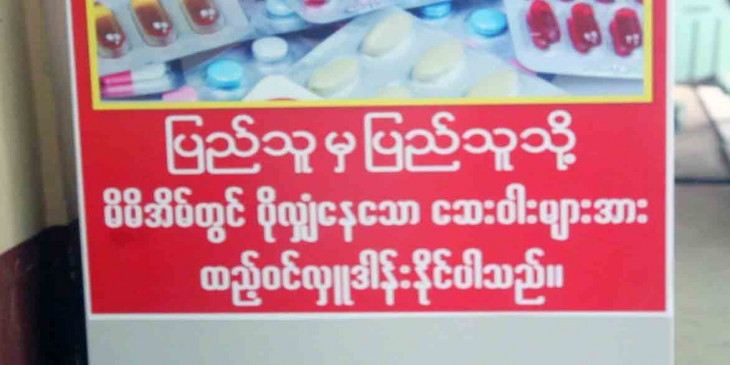 ပြည်သူ မှ ပြည်သူသို့
မိမိအိမ်တွင် ပိုလျှံနေသော ဆေးဝါးများအား
ထည့်ဝင်လှူဒါန်းနိုင်ပါသည်။